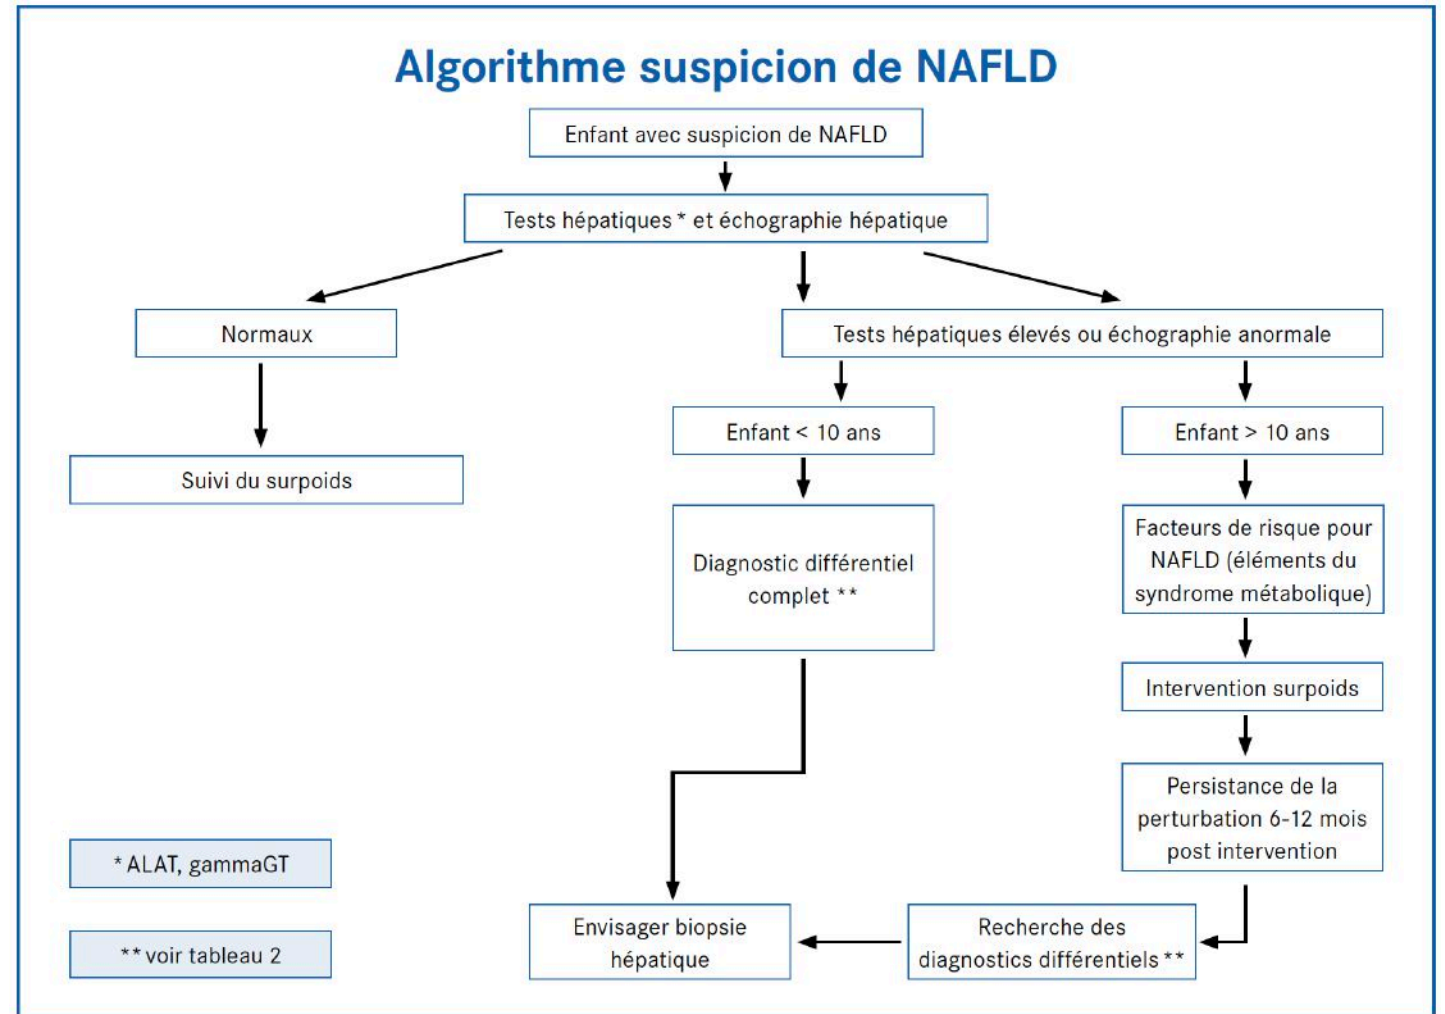 Algorithme suspicion de NAFLD
Enfant avec suspicion de NAFLD
Tests hépatiques * et échographie hépatique
Normaux
Tests hépatiques élevés ou échographie anormale
Enfant < 10 ans
Enfant > 10 ans
Suivi du surpoids
Diagnostic différentiel
complet **
Facteurs de risque pour
NAFLD (éléments du
syndrome métabolique)
Intervention surpoids
Persistance de la
perturbation 6-12 mois
post intervention
* ALAT, gammaGT
Envisager biopsie
hépatique
Recherche des
diagnostics différentiels **
** voir tableau 2